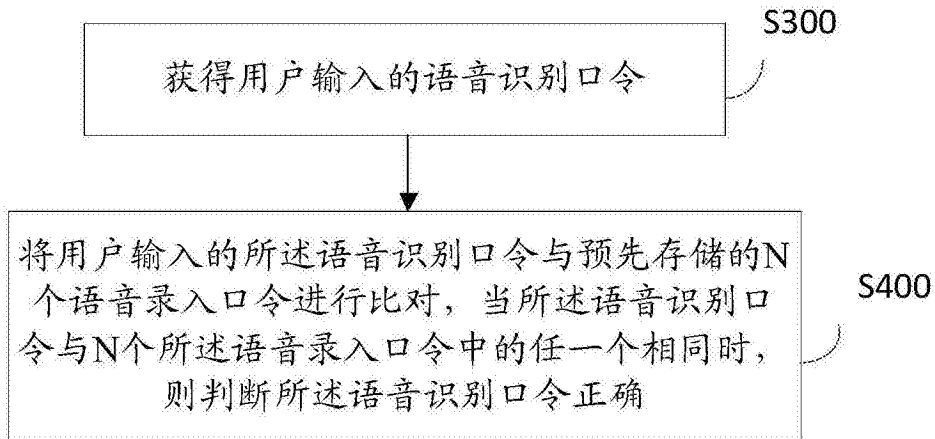 S300
获得用户输入的语音识别口令
将用户输入的所述语音识别口令与预先存储的N
个语音录入口令进行比对，当所述语音识别口
令与N个所述语音录入口令中的任一个相同时，
则判断所述语音识别口令正确
S400